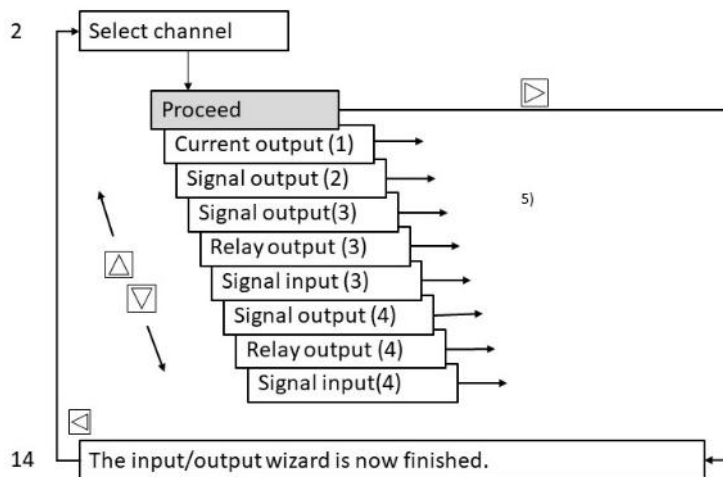 2 Select channel
Proceed
Current output (1)
Signal output (2)
5)
Signal output(3)
Relay output (3)
Signal input (3)
Signal output (4)
Relay output (4)
Signal input(4)
14 The input/output wizard is now finished.